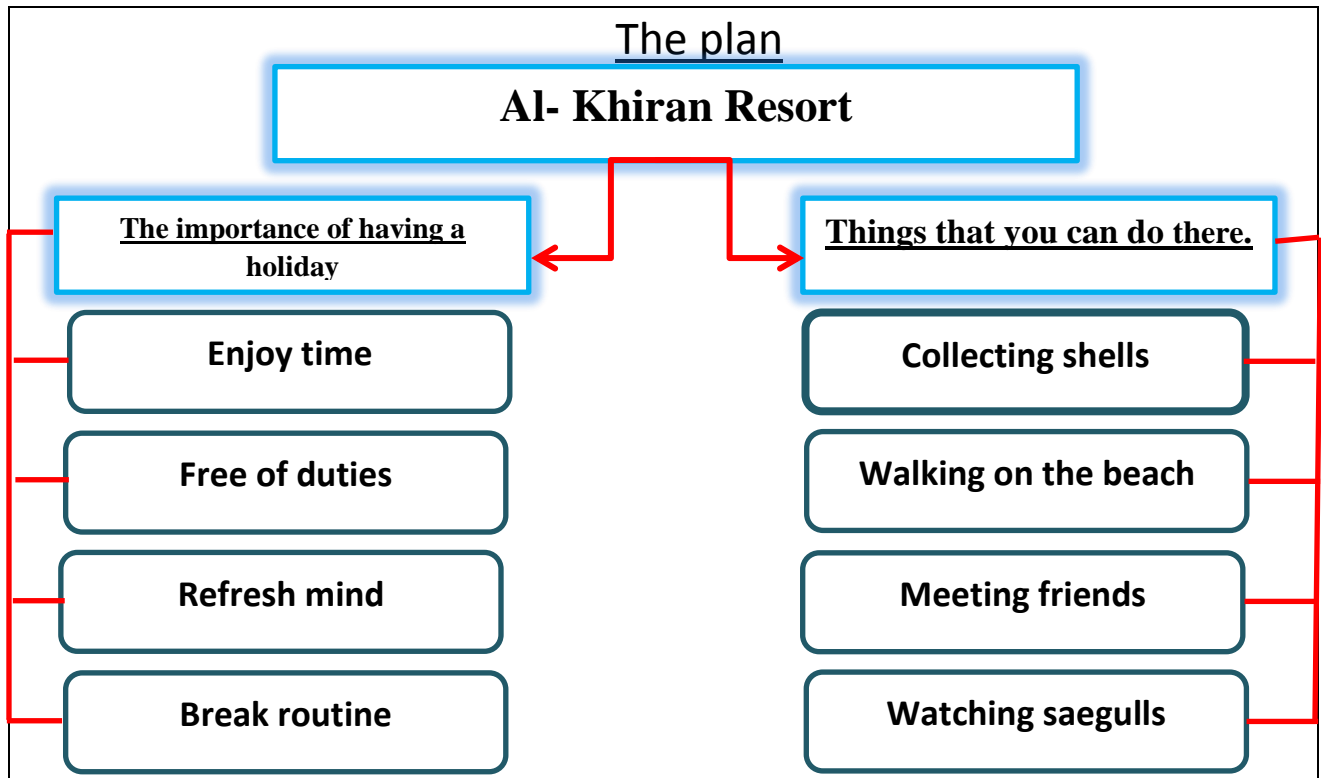 The plan
Al- Khiran Resort
The importance of having a
holiday
Enjoy time
Free of duties
Refresh mind
Break routine
Things that you can do there.
Collecting shells
Walking on the beach
Meeting friends
Watching saegulls